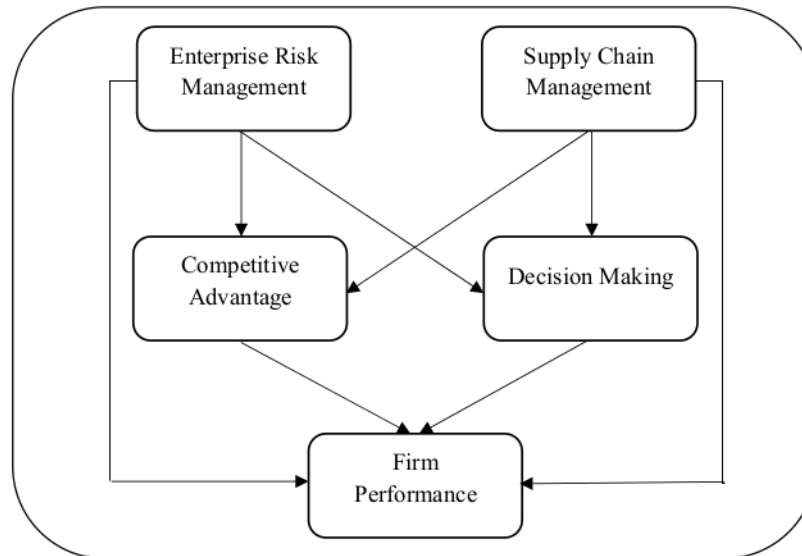 Enterprise Risk
Management
Supply Chain
Management
Competitive
Advantage
Decision Making
Firm
Performance